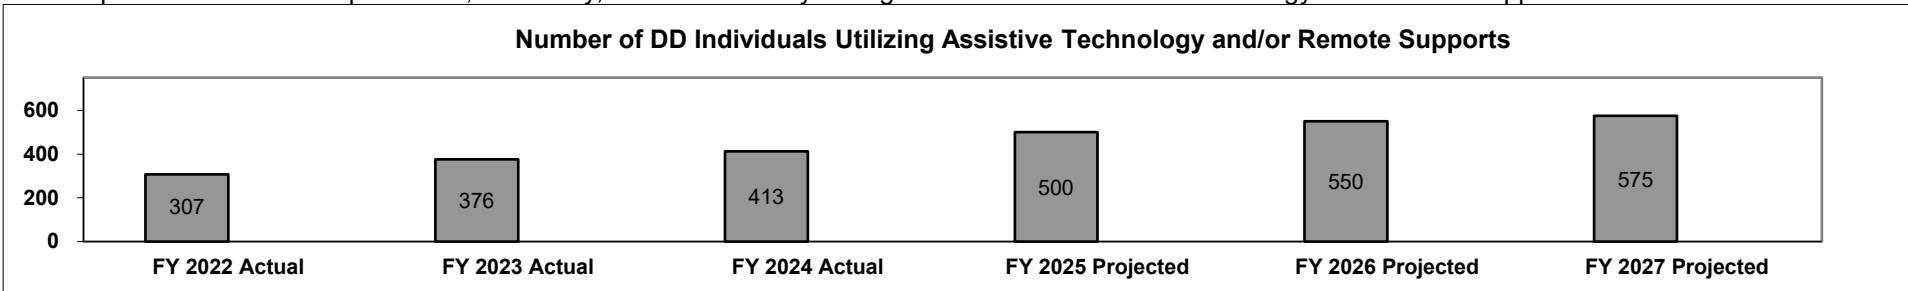 Number of DD Individuals Utilizing Assistive Technology and/or Remote Supports
600
400
200
0
307
376
413
500
550
575
FY 2022 Actual
FY 2023 Actual
FY 2024 Actual
FY 2025 Projected
FY 2026 Projected
FY 2027 Projected